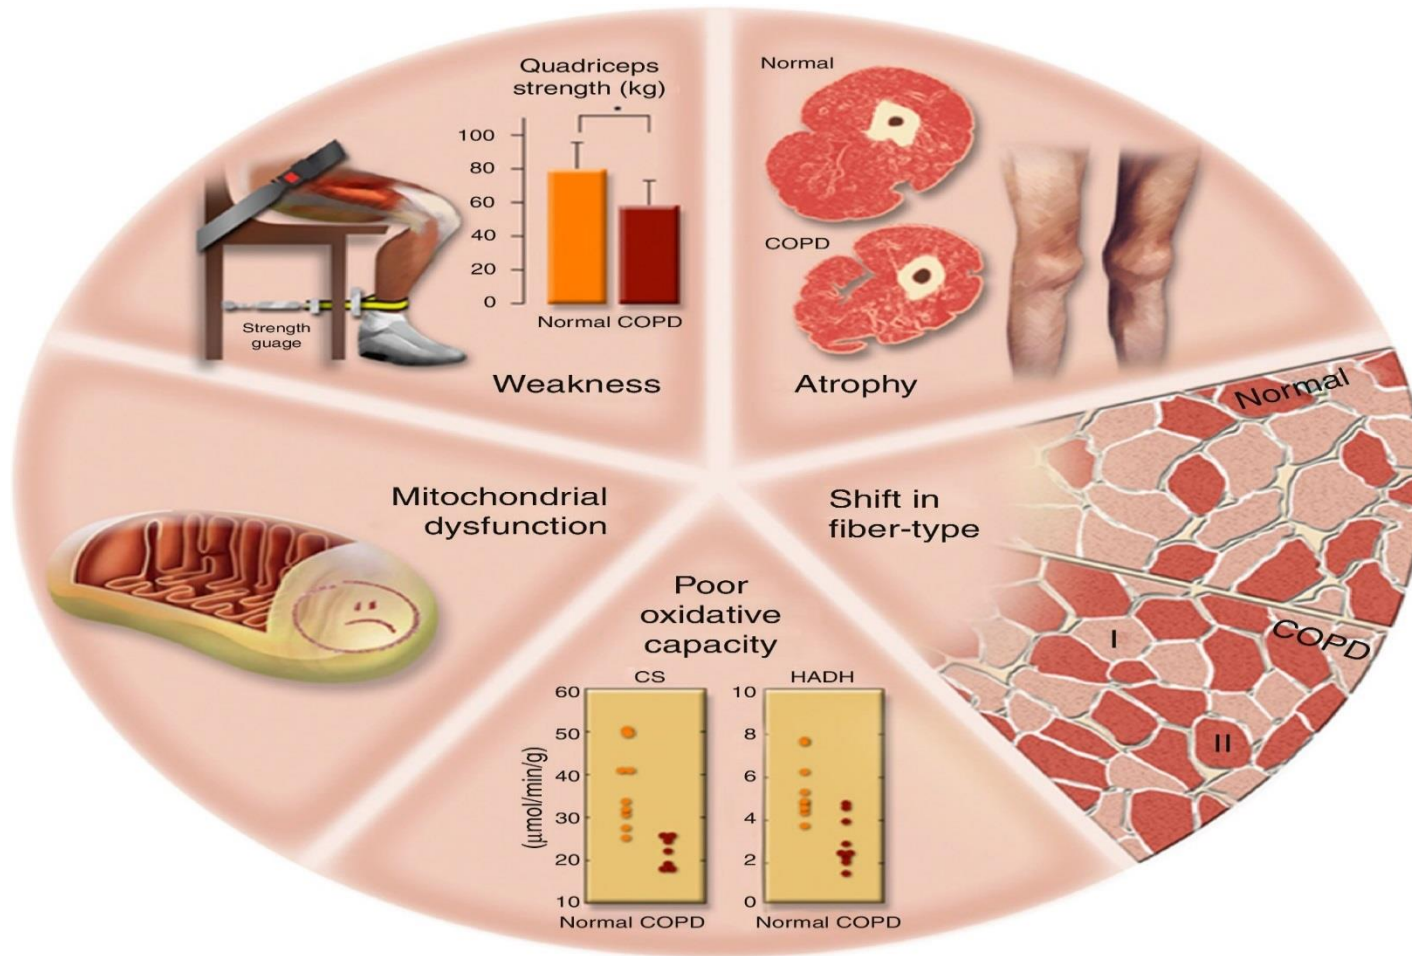 Quadriceps
strength (kg)
*
100
80
60
40
20
0
Normal COPD
Strength
guage
Weakness
Normal
COPD
Atrophy
Normal
COPD
I
II
Shift in
fiber-type
Mitochondrial
dysfunction
Poor
oxidative
capacity
CS
60
50
40
30
20
10
(μmol/min/g)
Normal COPD
HADH
10
8
6
4
2
0
Normal COPD